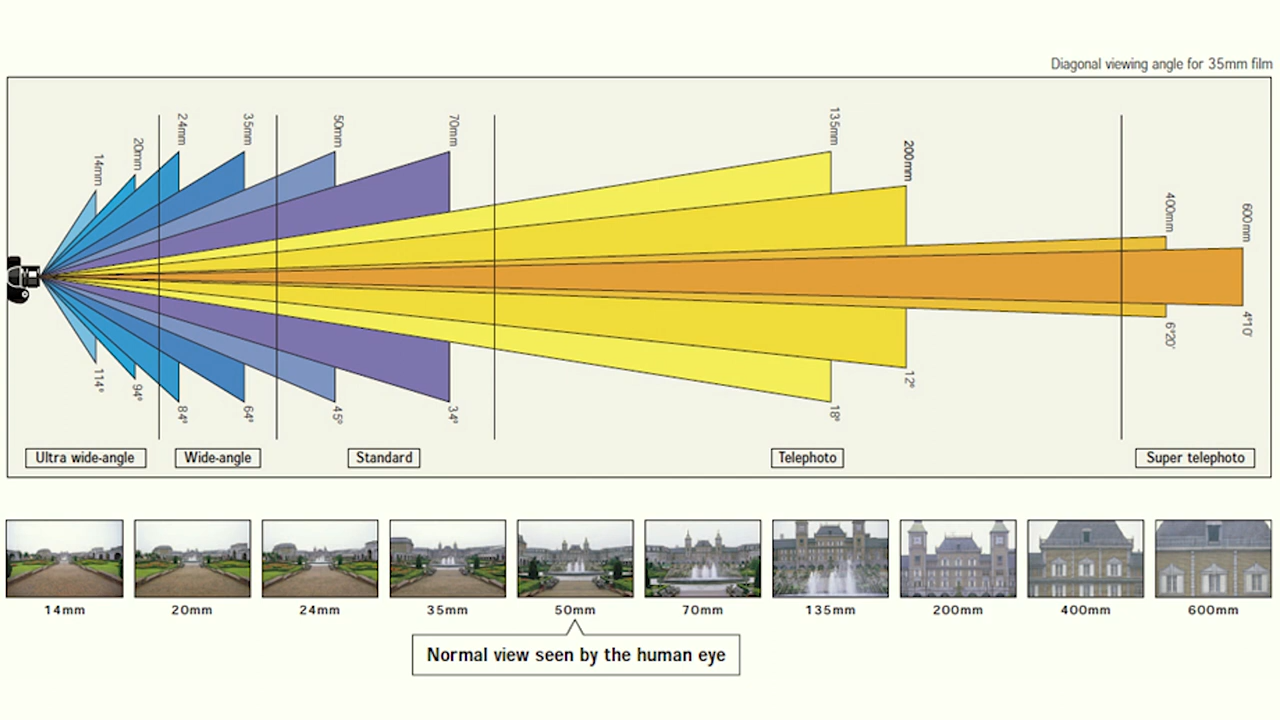 Diagonal viewing angle for 35mm film
14mm
20mm
24mm
35mm
50mm
70mm
135mm
200mm
400mm
600mm
114°
94°
84°
64°
45°
34°
18°
12°
6°20'
4°10'
Ultra wide-angle
Wide-angle
Standard
Telephoto
Super telephoto
14mm
20mm
24mm
35mm
50mm
70mm
135mm
200mm
400mm
600mm
Normal view seen by the human eye